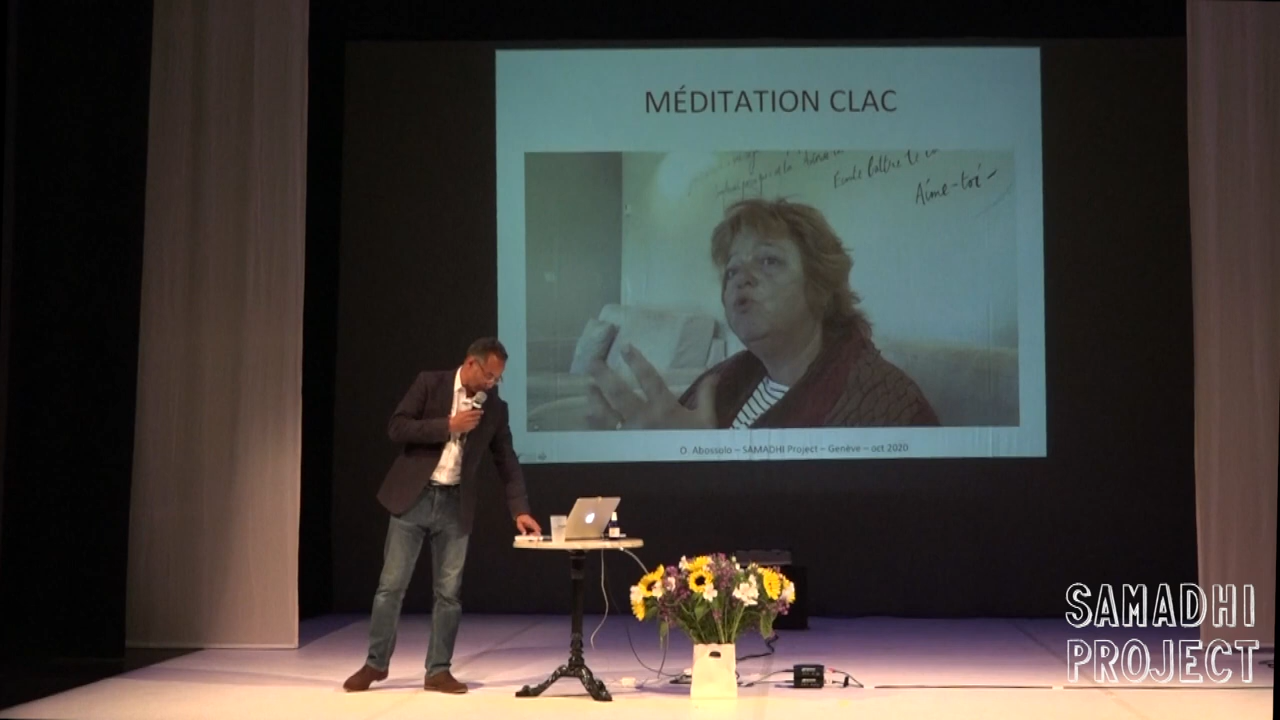 MÉDITATION CLAC
Aime-toi -
O. Abossolo – SAMADHI Project – Genève – oct 2020
SAMADHI
PROJECT